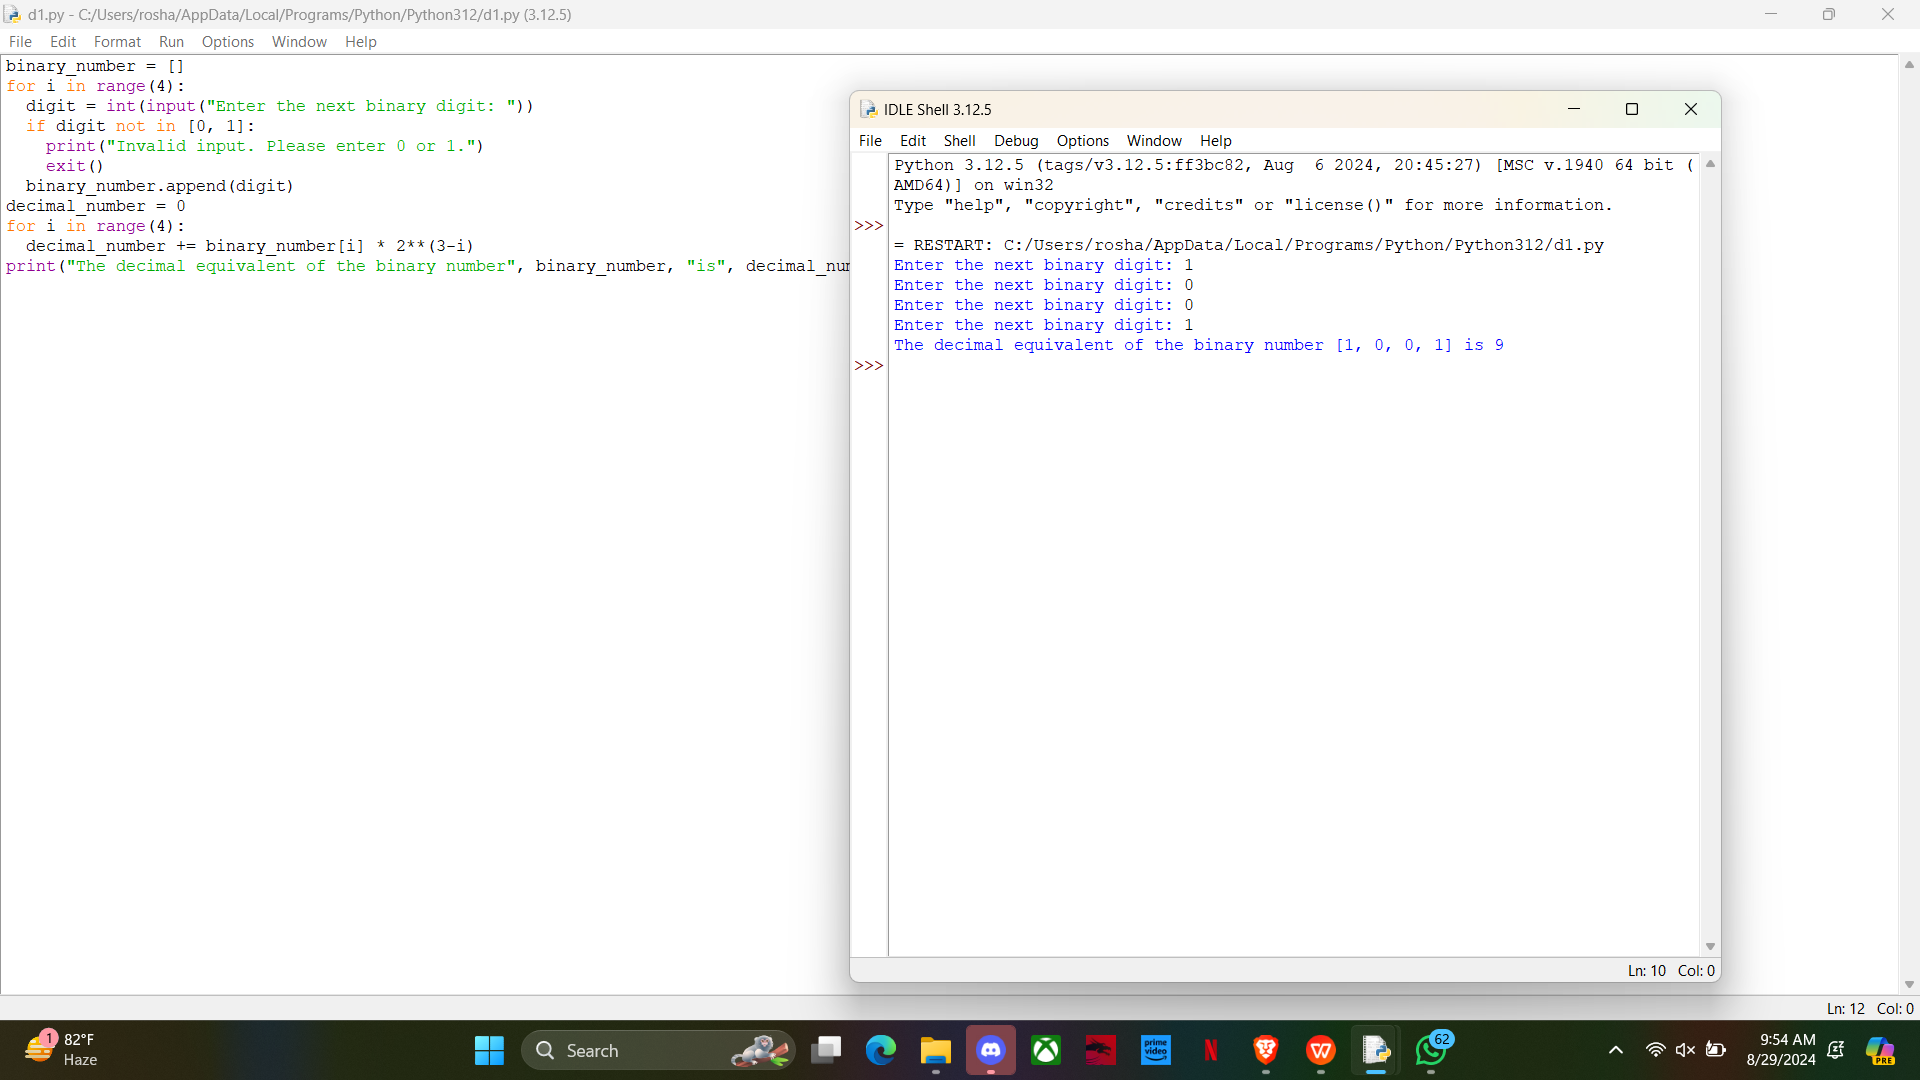 d1.py - C:/Users/rosha/AppData/Local/Programs/Python/Python312/d1.py (3.12.5)
File Edit Format Run Options Window Help
binary_number = []
for i in range(4):
  digit = int(input("Enter the next binary digit: "))
  if digit not in [0, 1]:
    print("Invalid input. Please enter 0 or 1.")
    exit()
  binary_number.append(digit)
decimal_number = 0
for i in range(4):
  decimal_number += binary_number[i] * 2**(3-i)
print("The decimal equivalent of the binary number", binary_number, "is", decimal_nu
IDLE Shell 3.12.5
File Edit Shell Debug Options Window Help
Python 3.12.5 (tags/v3.12.5:ff3bc82, Aug  6 2024, 20:45:27) [MSC v.1940 64 bit (
AMD64)] on win32
Type "help", "copyright", "credits" or "license()" for more information.
>>>
= RESTART: C:/Users/rosha/AppData/Local/Programs/Python/Python312/d1.py
Enter the next binary digit: 1
Enter the next binary digit: 0
Enter the next binary digit: 0
Enter the next binary digit: 1
The decimal equivalent of the binary number [1, 0, 0, 1] is 9
>>>
Ln: 10 Col: 0
Ln: 12 Col: 0
1
82°F
Haze
Search
prime video
62
9:54 AM
8/29/2024
PRE